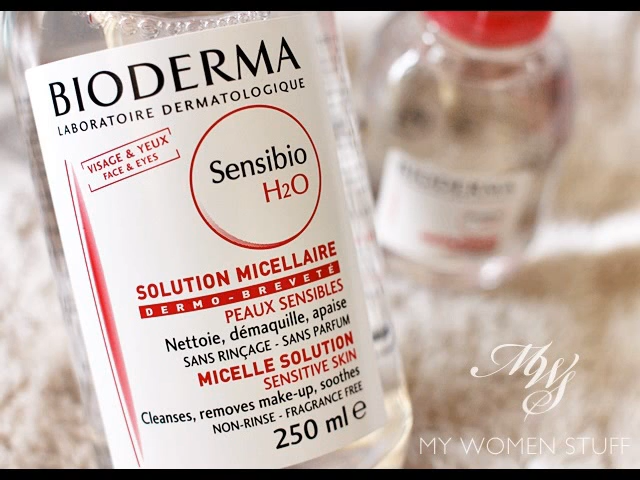 BIODERMA
LABORATOIRE DERMATOLOGIQUE
VISAGE & YEUX
FACE & EYES
Sensibio
H2O
SOLUTION MICELLAIRE
DERMO-BREVETÉ
PEAUX SENSIBLES
Nettoie, démaquille, apaise
SANS RINÇAGE - SANS PARFUM
MICELLE SOLUTION
SENSITIVE SKIN
Cleanses, removes make-up, soothes
NON-RINSE - FRAGRANCE FREE
250 ml ℮
BIODERMA
MWS
MY WOMEN STUFF